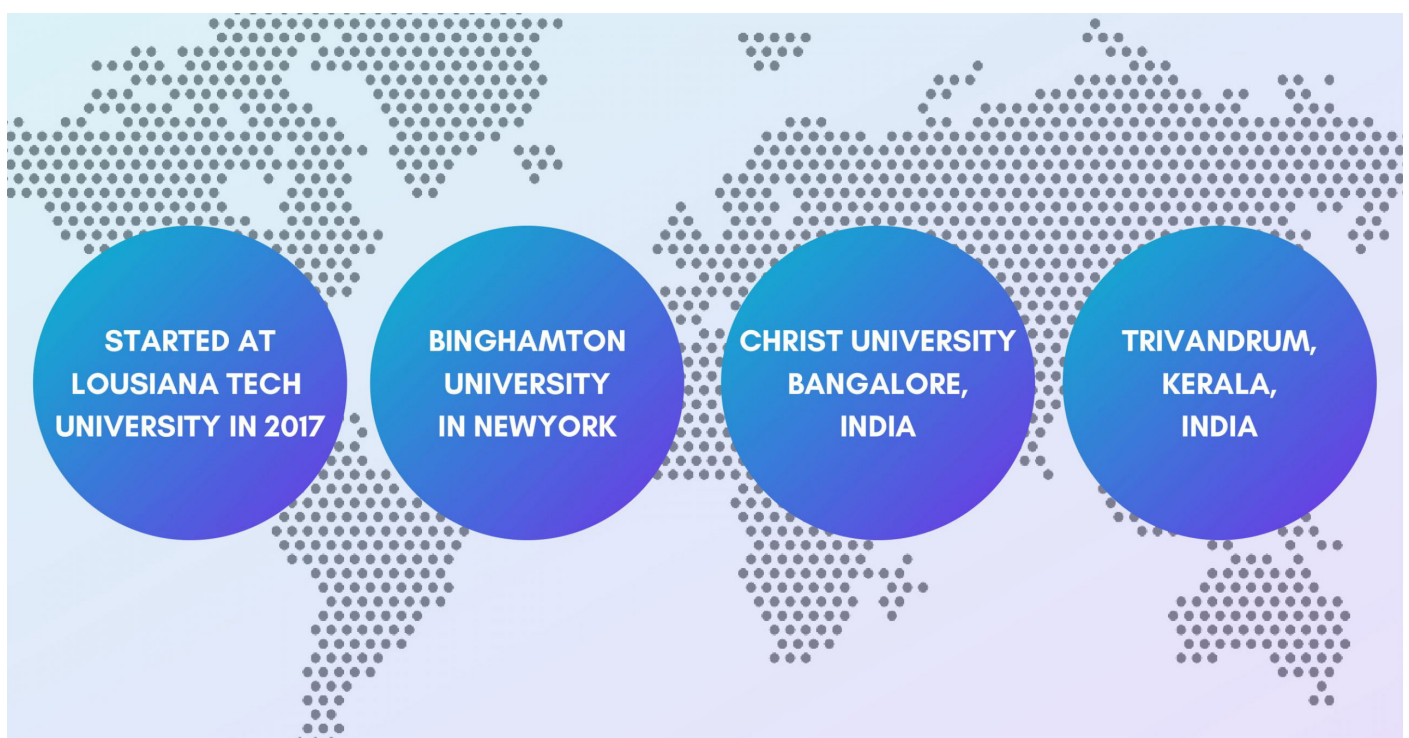 STARTED AT
LOUSIANA TECH
UNIVERSITY IN 2017
BINGHAMTON
UNIVERSITY
IN NEWYORK
CHRIST UNIVERSITY
BANGALORE,
INDIA
TRIVANDRUM,
KERALA,
INDIA